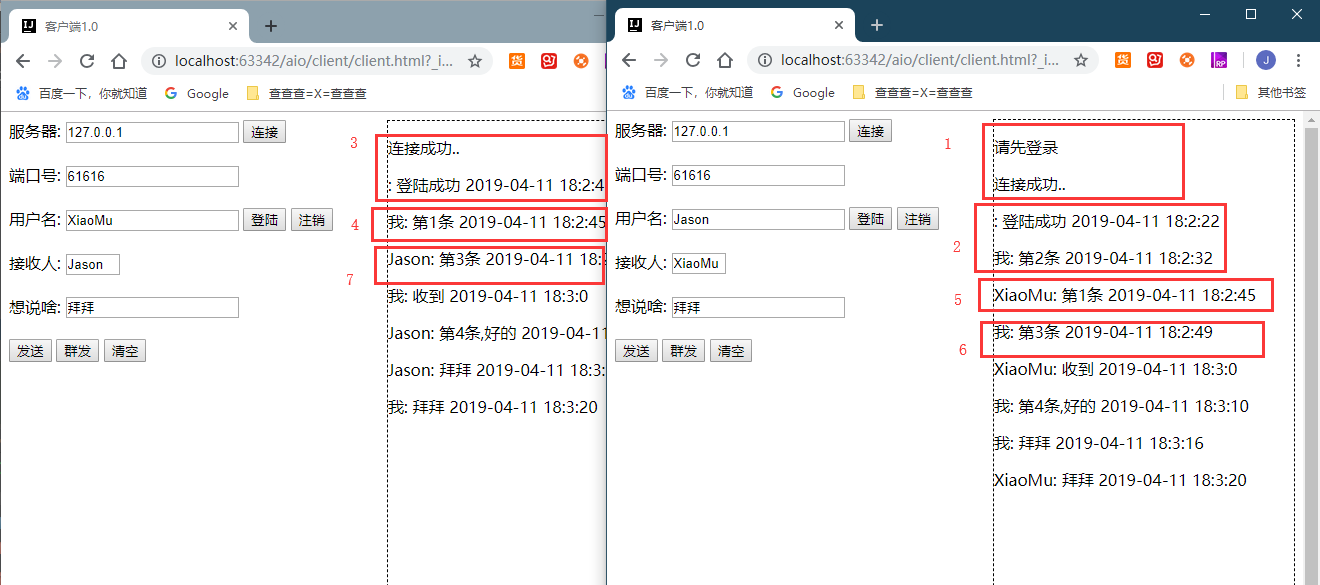 客户端1.0
localhost:63342/aio/client/client.html?_i...
百度一下，你就知道 Google 查查查=X=查查查
服务器: 127.0.0.1 连接
端口号: 61616
用户名: XiaoMu 登陆 注销
接收人: Jason
想说啥: 拜拜
发送 群发 清空
3
连接成功..
: 登陆成功 2019-04-11 18:2:4
4
我: 第1条 2019-04-11 18:2:45
7
Jason: 第3条 2019-04-11 18:
我: 收到 2019-04-11 18:3:0
Jason: 第4条,好的 2019-04-11
Jason: 拜拜 2019-04-11 18:3:
我: 拜拜 2019-04-11 18:3:20
客户端1.0
localhost:63342/aio/client/client.html?_i...
货 RP J
百度一下，你就知道 Google 查查查=X=查查查 其他书签
服务器: 127.0.0.1 连接
端口号: 61616
用户名: Jason 登陆 注销
接收人: XiaoMu
想说啥: 拜拜
发送 群发 清空
1
请先登录
连接成功..
2
: 登陆成功 2019-04-11 18:2:22
我: 第2条 2019-04-11 18:2:32
5
XiaoMu: 第1条 2019-04-11 18:2:45
6
我: 第3条 2019-04-11 18:2:49
XiaoMu: 收到 2019-04-11 18:3:0
我: 第4条,好的 2019-04-11 18:3:10
我: 拜拜 2019-04-11 18:3:16
XiaoMu: 拜拜 2019-04-11 18:3:20